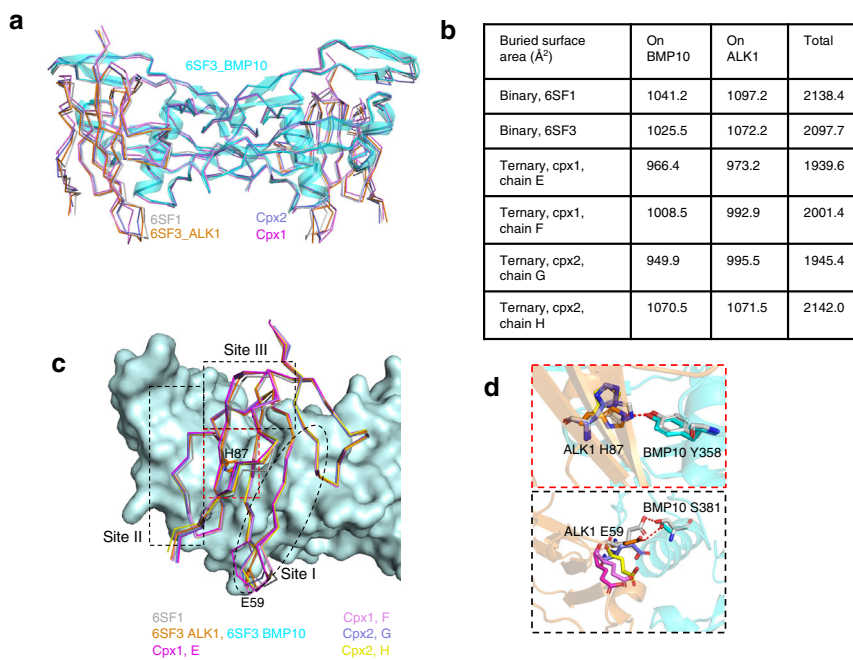 a
6SF3_BMP10
6SF1
6SF3_ALK1
Cpx2
Cpx1
b
Buried surface area (Å²) On BMP10 On ALK1 Total
Binary, 6SF1 1041.2 1097.2 2138.4
Binary, 6SF3 1025.5 1072.2 2097.7
Ternary, cpx1, chain E 966.4 973.2 1939.6
Ternary, cpx1, chain F 1008.5 992.9 2001.4
Ternary, cpx2, chain G 949.9 995.5 1945.4
Ternary, cpx2, chain H 1070.5 1071.5 2142.0
c
Site III
H87
Site II
Site I
E59
6SF1
6SF3 ALK1, 6SF3 BMP10
Cpx1, E
Cpx1, F
Cpx2, G
Cpx2, H
d
ALK1 H87
BMP10 Y358
BMP10 S381
ALK1 E59